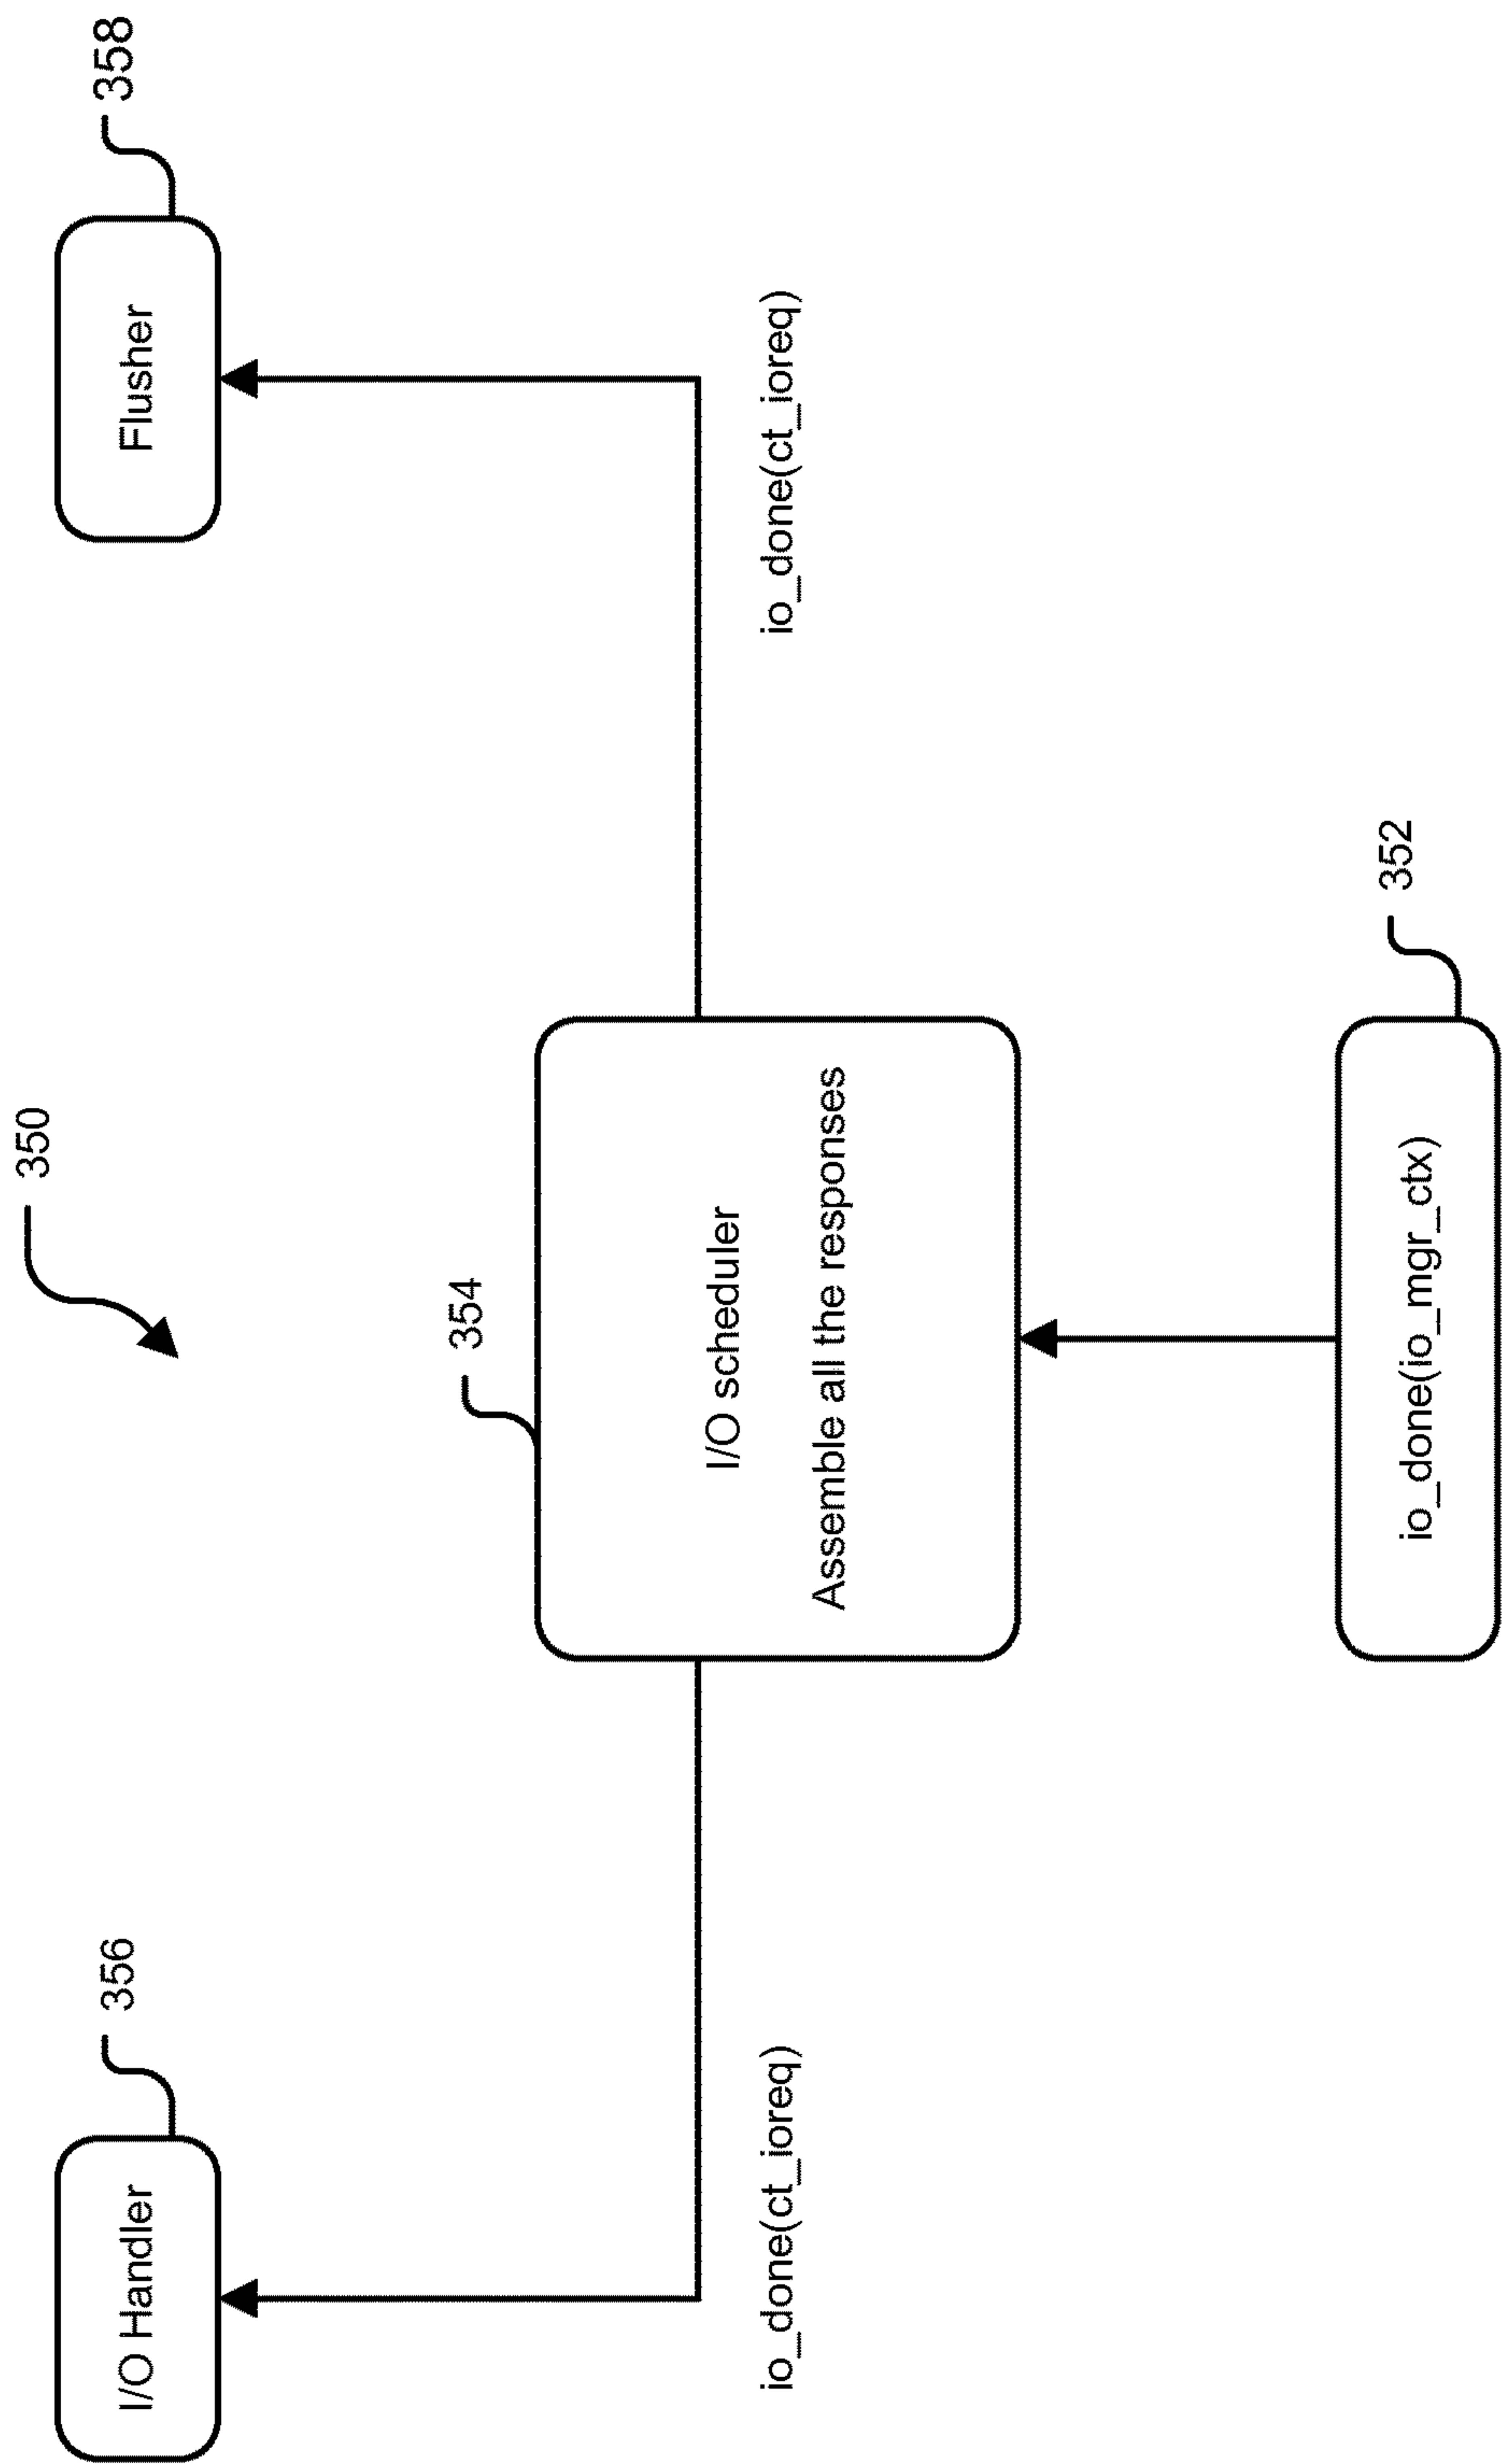 350
356
358
I/O Handler
Flusher
354
I/O scheduler
Assemble all the responses
io_done(ct_ioreq)
io_done(ct_ioreq)
352
io_done(io_mgr_ctx)